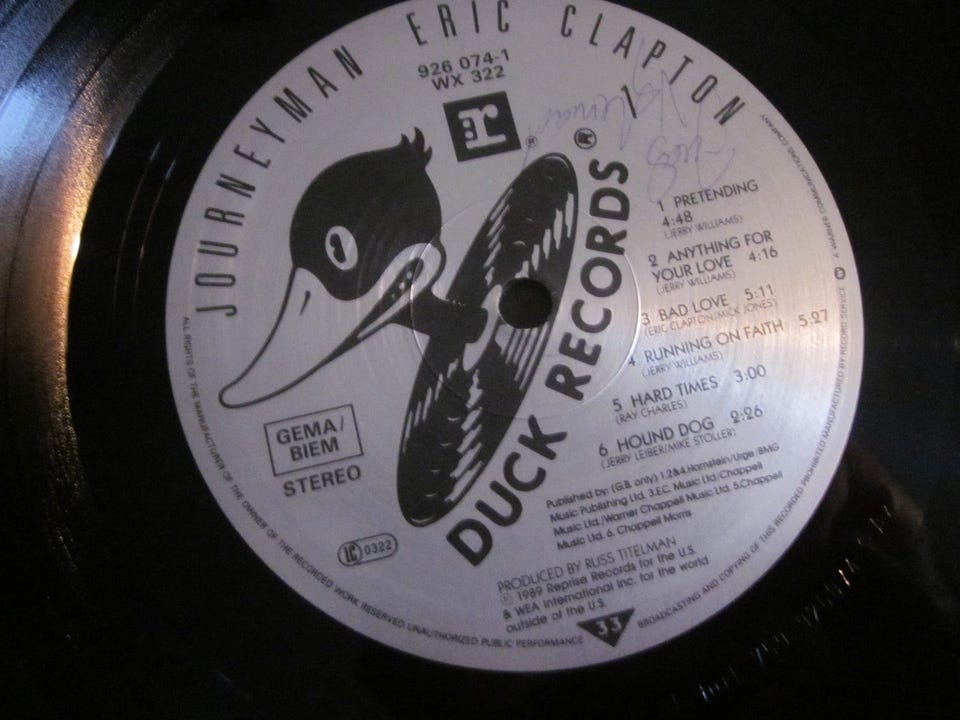 JOURNEYMAN ERIC CLAPTON
926 074-1
WX 322
r
®
1
DUCK RECORDS
1 PRETENDING
4:48
(JERRY WILLIAMS)
2 ANYTHING FOR
YOUR LOVE 4:16
(JERRY WILLIAMS)
3 BAD LOVE 5:11
(ERIC CLAPTON/MICK JONES)
4 RUNNING ON FAITH 5:27
(JERRY WILLIAMS)
5 HARD TIMES 3:00
(RAY CHARLES)
6 HOUND DOG 2:26
(JERRY LEIBER/MIKE STOLLER)
GEMA/
BIEM
STEREO
LC 0322
Published by: (G.B. only) 1.2&4.Hamstein/Urge/BMG
Music Publishing Ltd. 3.E.C. Music Ltd/Chappell
Music Ltd./Warner Chappell Music Ltd. 5.Chappell
Music Ltd. 6. Chappell Morris
PRODUCED BY RUSS TITELMAN
℗ 1989 Reprise Records for the U.S.
& WEA International Inc. for the world
outside of the U.S.
33
ALL RIGHTS OF THE MANUFACTURER OF THE OWNER OF THE RECORDED WORK RESERVED UNAUTHORIZED PUBLIC PERFORMANCE BROADCASTING AND COPYING OF THIS RECORDED PROHIBITED MANUFACTURED BY RECORD SERVICE A WARNER COMMUNICATIONS COMPANY